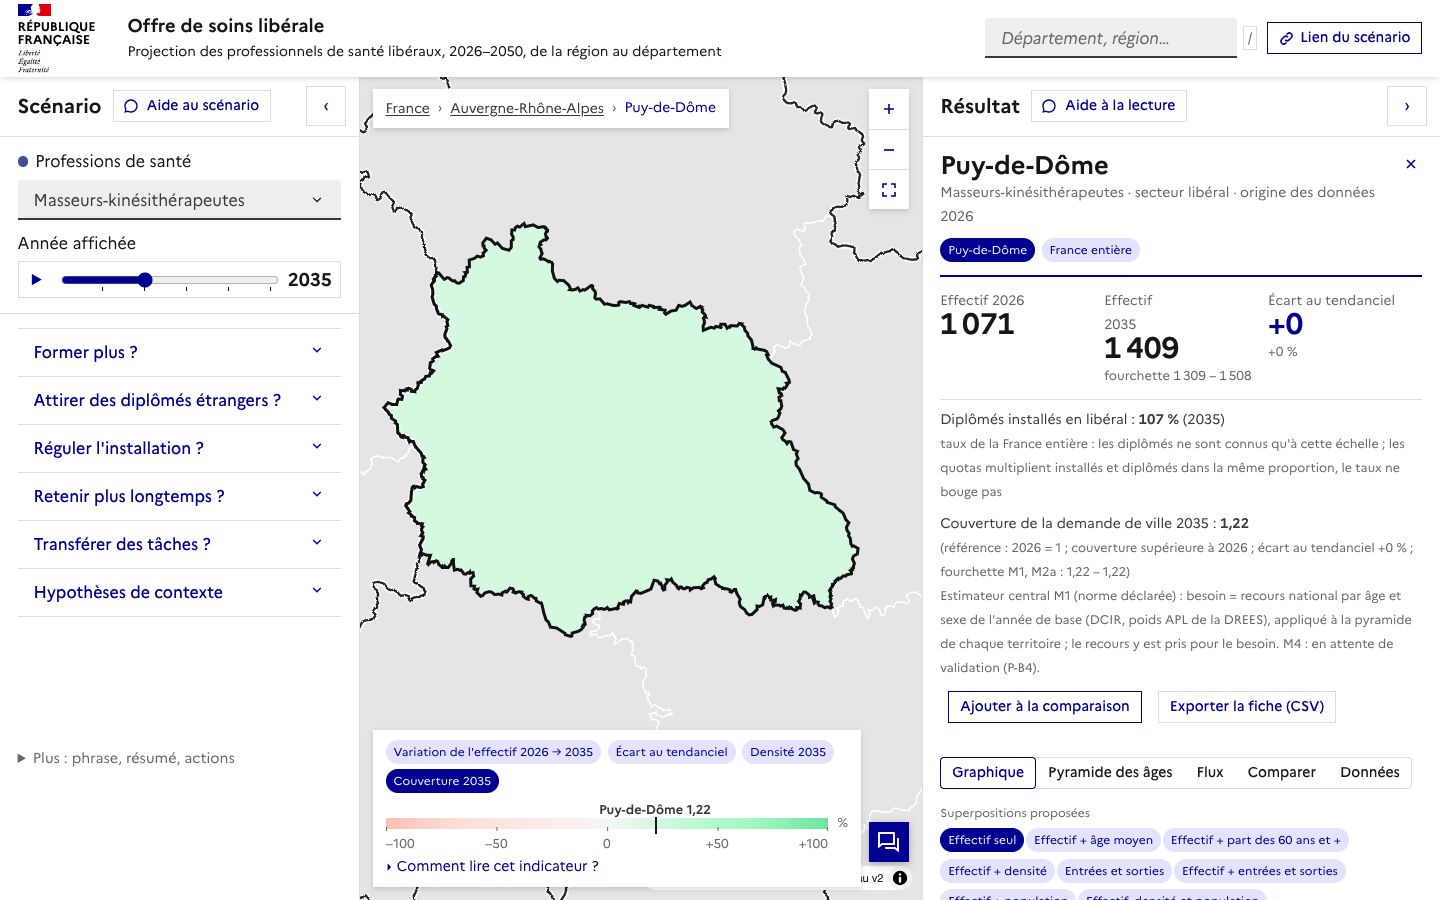 RÉPUBLIQUE
FRANÇAISE
Liberté
Égalité
Fraternité
Offre de soins libérale
Projection des professionnels de santé libéraux, 2026–2050, de la région au département
Département, région…
/
Lien du scénario
Scénario
Aide au scénario
‹
Professions de santé
Masseurs-kinésithérapeutes
Année affichée
2035
Former plus ?
Attirer des diplômés étrangers ?
Réguler l'installation ?
Retenir plus longtemps ?
Transférer des tâches ?
Hypothèses de contexte
Plus : phrase, résumé, actions
France › Auvergne-Rhône-Alpes › Puy-de-Dôme
+
−
Variation de l'effectif 2026 → 2035
Écart au tendanciel
Densité 2035
Couverture 2035
Puy-de-Dôme 1,22
%
−100 −50 0 +50 +100
Comment lire cet indicateur ?
au v2
Résultat
Aide à la lecture
›
Puy-de-Dôme
×
Masseurs-kinésithérapeutes · secteur libéral · origine des données
2026
Puy-de-Dôme
France entière
Effectif 2026
1 071
Effectif
2035
1 409
fourchette 1 309 – 1 508
Écart au tendanciel
+0
+0 %
Diplômés installés en libéral : 107 % (2035)
taux de la France entière : les diplômés ne sont connus qu'à cette échelle ; les
quotas multiplient installés et diplômés dans la même proportion, le taux ne
bouge pas
Couverture de la demande de ville 2035 : 1,22
(référence : 2026 = 1 ; couverture supérieure à 2026 ; écart au tendanciel +0 % ;
fourchette M1, M2a : 1,22 – 1,22)
Estimateur central M1 (norme déclarée) : besoin = recours national par âge et
sexe de l'année de base (DCIR, poids APL de la DREES), appliqué à la pyramide
de chaque territoire ; le recours y est pris pour le besoin. M4 : en attente de
validation (P-B4).
Ajouter à la comparaison
Exporter la fiche (CSV)
Graphique
Pyramide des âges
Flux
Comparer
Données
Superpositions proposées
Effectif seul
Effectif + âge moyen
Effectif + part des 60 ans et +
Effectif + densité
Entrées et sorties
Effectif + entrées et sorties
Effectif + population
Effectif, densité et population